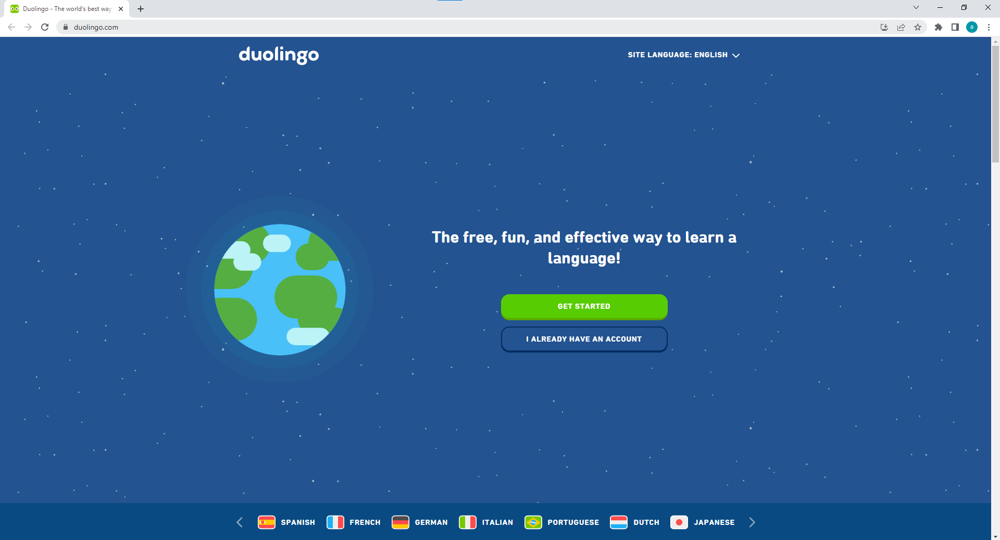 Duolingo - The world's best way
duolingo.com
a
duolingo
SITE LANGUAGE: ENGLISH
The free, fun, and effective way to learn a
language!
GET STARTED
I ALREADY HAVE AN ACCOUNT
SPANISH FRENCH GERMAN ITALIAN PORTUGUESE DUTCH JAPANESE